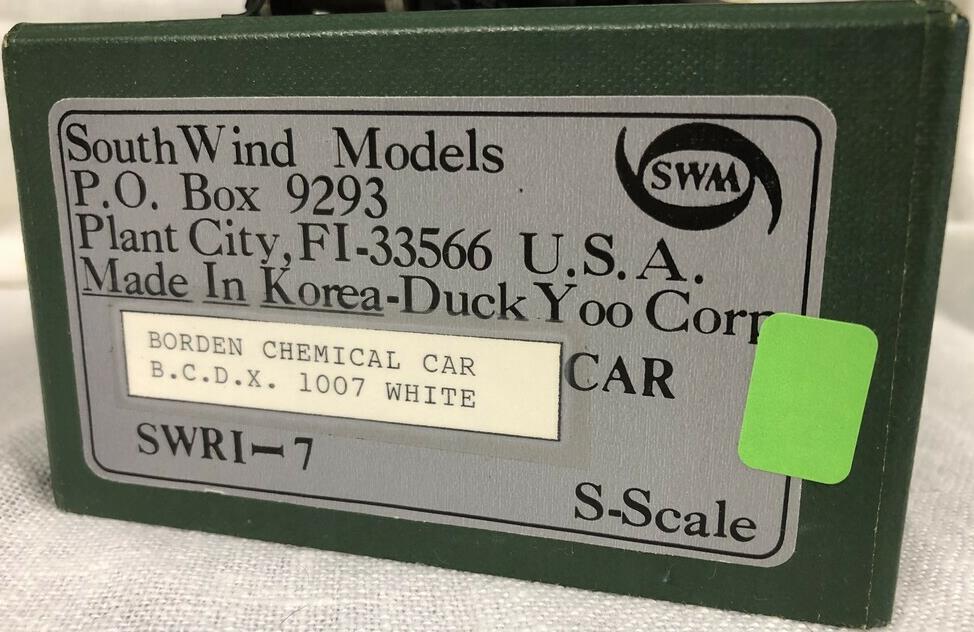 SouthWind Models
SWM
P.O. Box 9293
Plant City, Fl-33566 U.S.A.
Made In Korea-Duck Yoo Corp
BORDEN CHEMICAL CAR
B.C.D.X. 1007 WHITE
CAR
SWRI-7
S-Scale